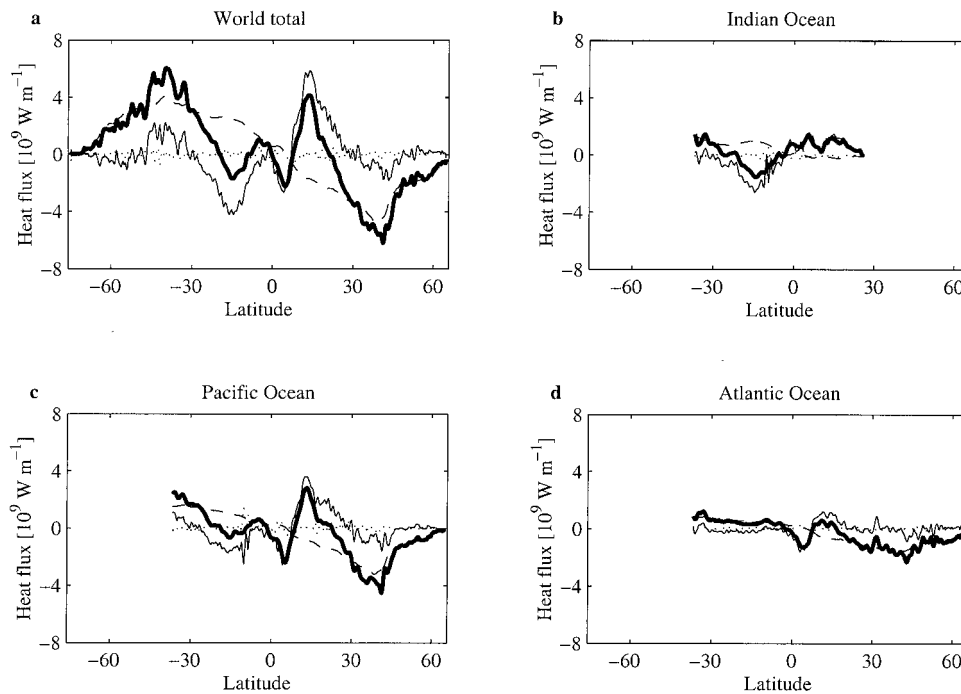 a World total
8
4
0
−4
−8
Heat flux [10⁹ W m⁻¹]
−60 −30 0 30 60
Latitude
b Indian Ocean
8
4
0
−4
−8
Heat flux [10⁹ W m⁻¹]
−60 −30 0 30 60
Latitude
c Pacific Ocean
8
4
0
−4
−8
Heat flux [10⁹ W m⁻¹]
−60 −30 0 30 60
Latitude
d Atlantic Ocean
8
4
0
−4
−8
Heat flux [10⁹ W m⁻¹]
−60 −30 0 30 60
Latitude